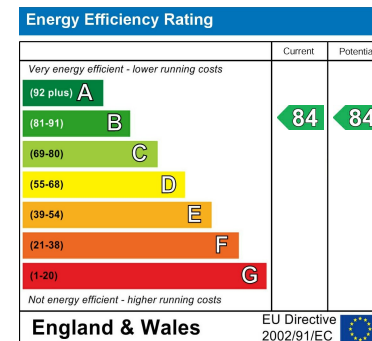 Energy Efficiency Rating
Current Potentia
Very energy efficient - lower running costs
(92 plus) A
(81-91) B 84 84
(69-80) C
(55-68) D
(39-54) E
(21-38) F
(1-20) G
Not energy efficient - higher running costs
England & Wales
EU Directive
2002/91/EC